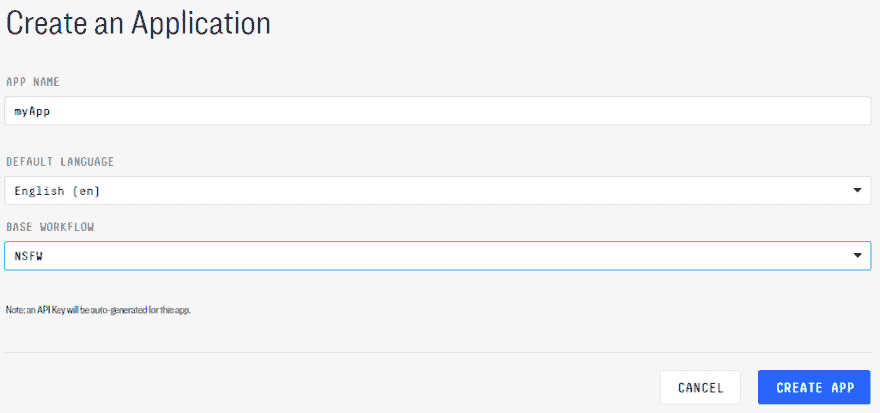 Create an Application
APP NAME
myApp
DEFAULT LANGUAGE
English [en]
BASE WORKFLOW
NSFW
Note: an API Key will be auto-generated for this app.
CANCEL
CREATE APP